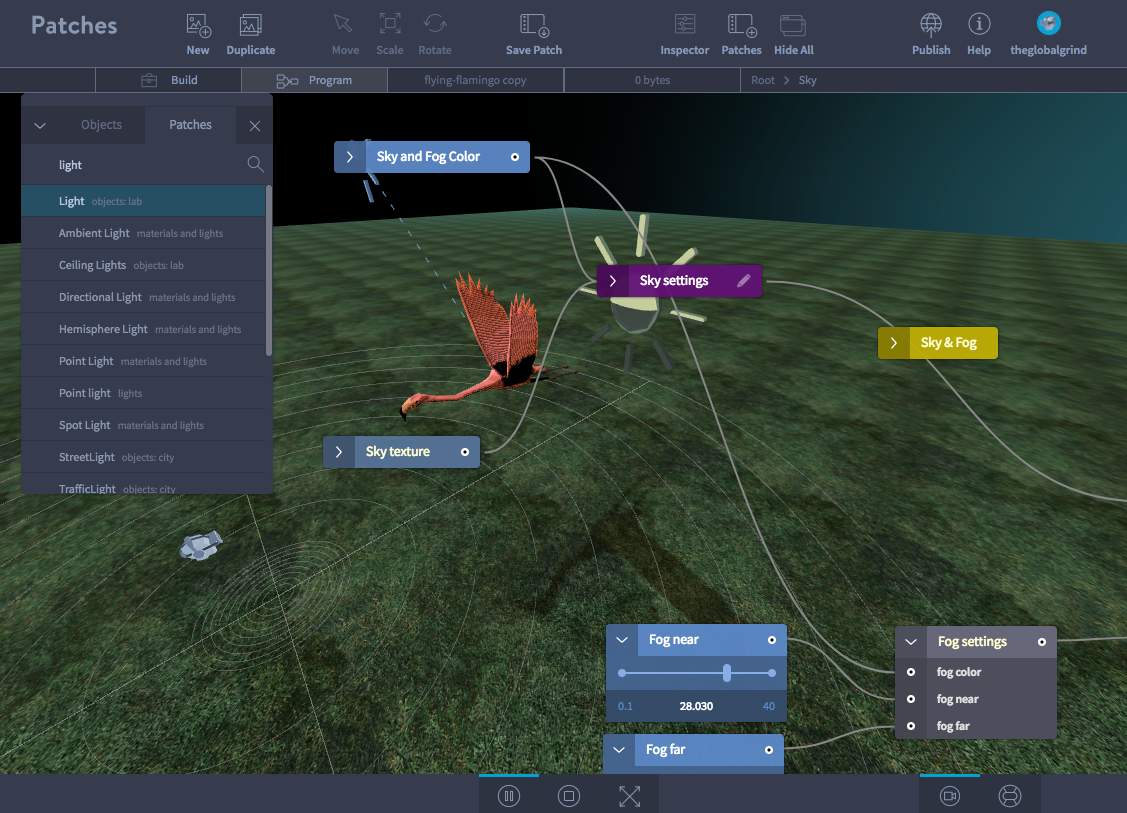 Patches
New
Duplicate
Move
Scale
Rotate
Save Patch
Inspector
Patches
Hide All
Publish
Help
theglobalgrind
Build
Program
flying-flamingo copy
0 bytes
Root > Sky
Objects
Patches
light
Light objects: lab
Ambient Light materials and lights
Ceiling Lights objects: lab
Directional Light materials and lights
Hemisphere Light materials and lights
Point Light materials and lights
Point light lights
Spot Light materials and lights
StreetLight objects: city
TrafficLight objects: city
Sky and Fog Color
Sky settings
Sky & Fog
Sky texture
Fog near
0.1 28.030 40
Fog far
Fog settings
fog color
fog near
fog far